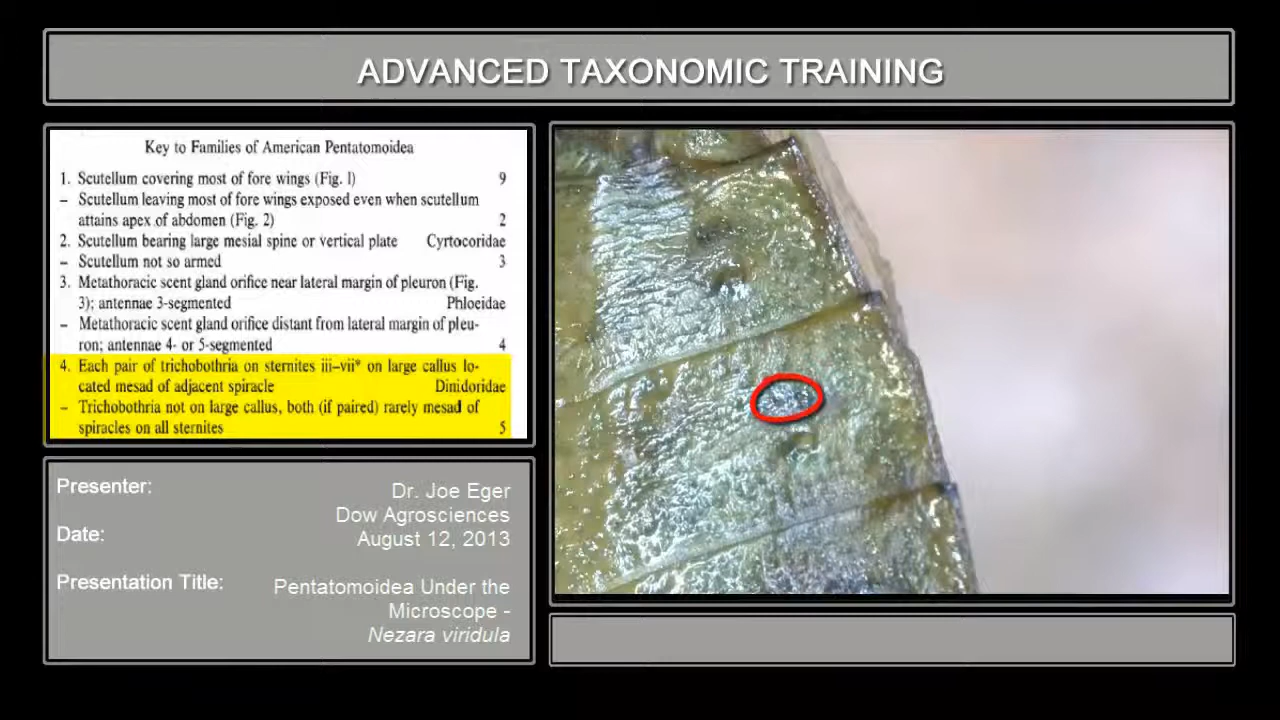 ADVANCED TAXONOMIC TRAINING
Key to Families of American Pentatomoidea
1. Scutellum covering most of fore wings (Fig. 1) 9
– Scutellum leaving most of fore wings exposed even when scutellum
attains apex of abdomen (Fig. 2) 2
2. Scutellum bearing large mesial spine or vertical plate Cyrtocoridae
– Scutellum not so armed 3
3. Metathoracic scent gland orifice near lateral margin of pleuron (Fig.
3); antennae 3-segmented Phloeidae
– Metathoracic scent gland orifice distant from lateral margin of pleu-
ron; antennae 4- or 5-segmented 4
4. Each pair of trichobothria on sternites iii–vii* on large callus lo-
cated mesad of adjacent spiracle Dinidoridae
– Trichobothria not on large callus, both (if paired) rarely mesad of
spiracles on all sternites 5
Presenter: Dr. Joe Eger
Dow Agrosciences
Date: August 12, 2013
Presentation Title: Pentatomoidea Under the
Microscope -
Nezara viridula